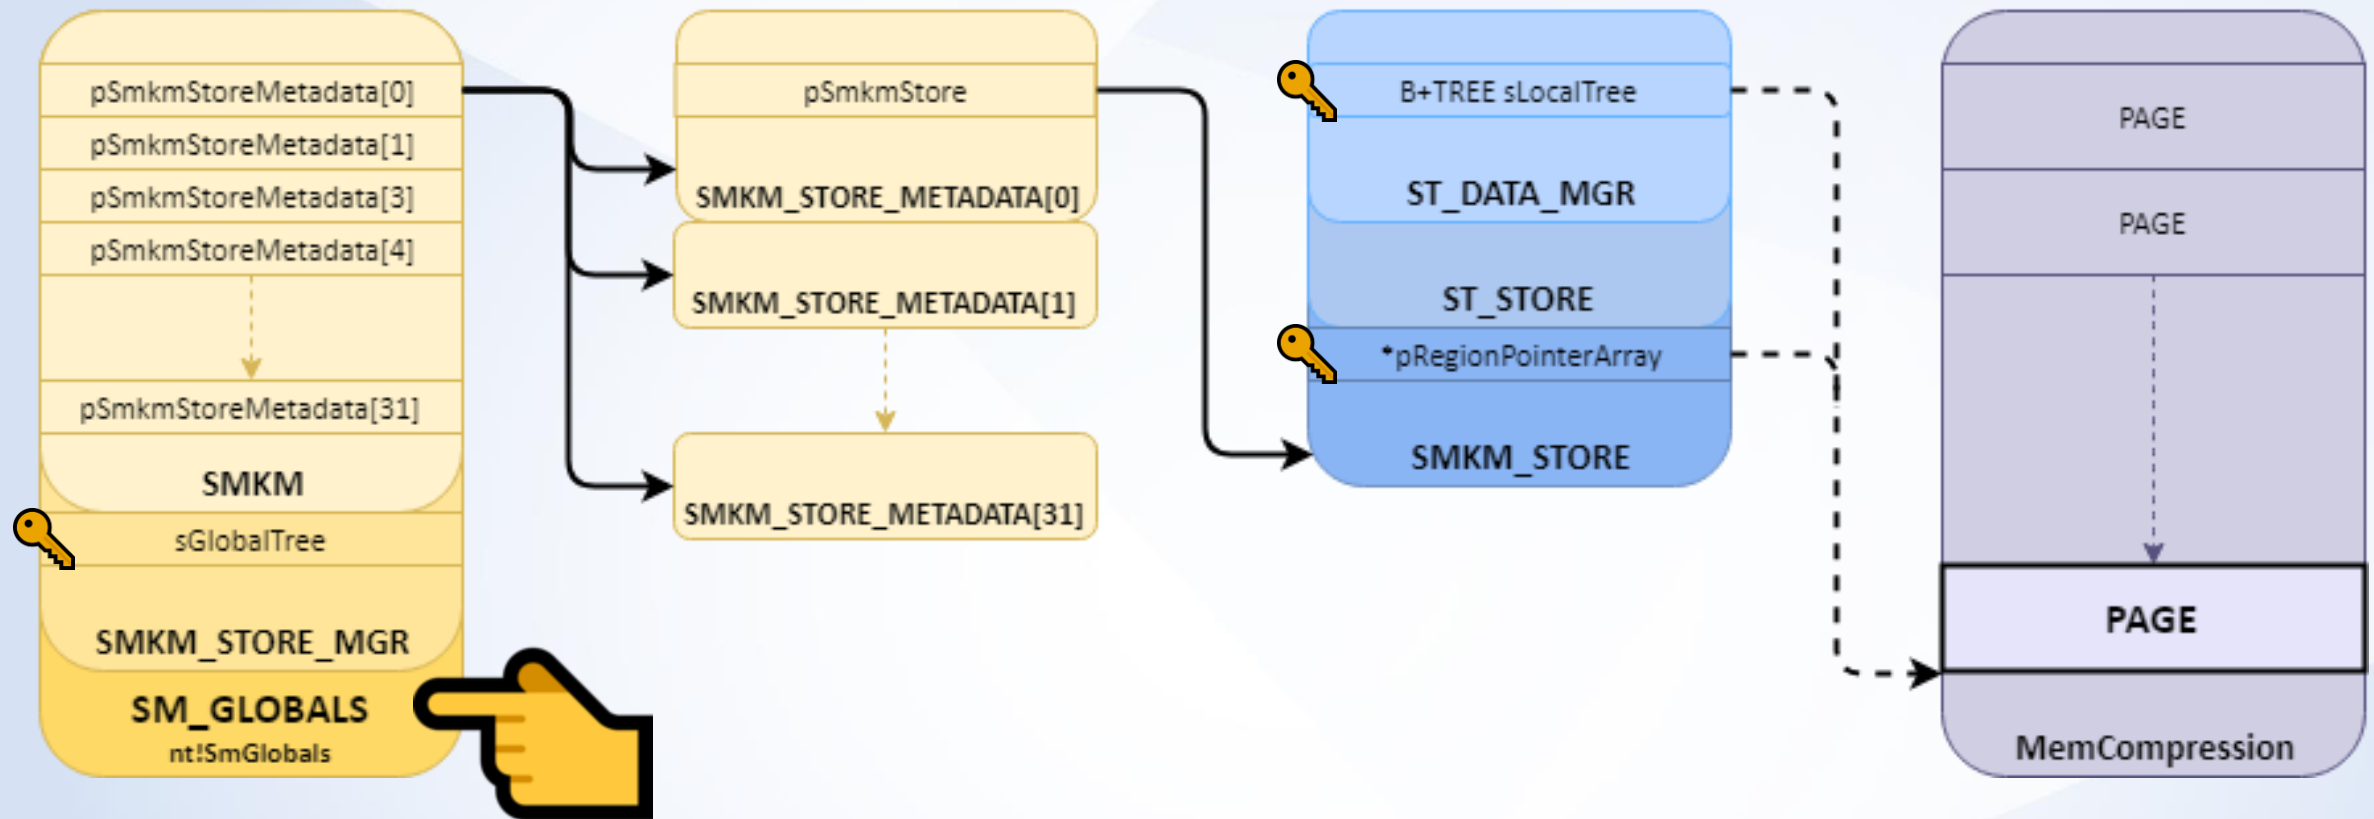 pSmkmStoreMetadata[0]
pSmkmStoreMetadata[1]
pSmkmStoreMetadata[3]
pSmkmStoreMetadata[4]
pSmkmStoreMetadata[31]
SMKM
sGlobalTree
SMKM_STORE_MGR
SM_GLOBALS
nt!SmGlobals
pSmkmStore
SMKM_STORE_METADATA[0]
SMKM_STORE_METADATA[1]
SMKM_STORE_METADATA[31]
B+TREE sLocalTree
ST_DATA_MGR
ST_STORE
*pRegionPointerArray
SMKM_STORE
PAGE
PAGE
PAGE
MemCompression